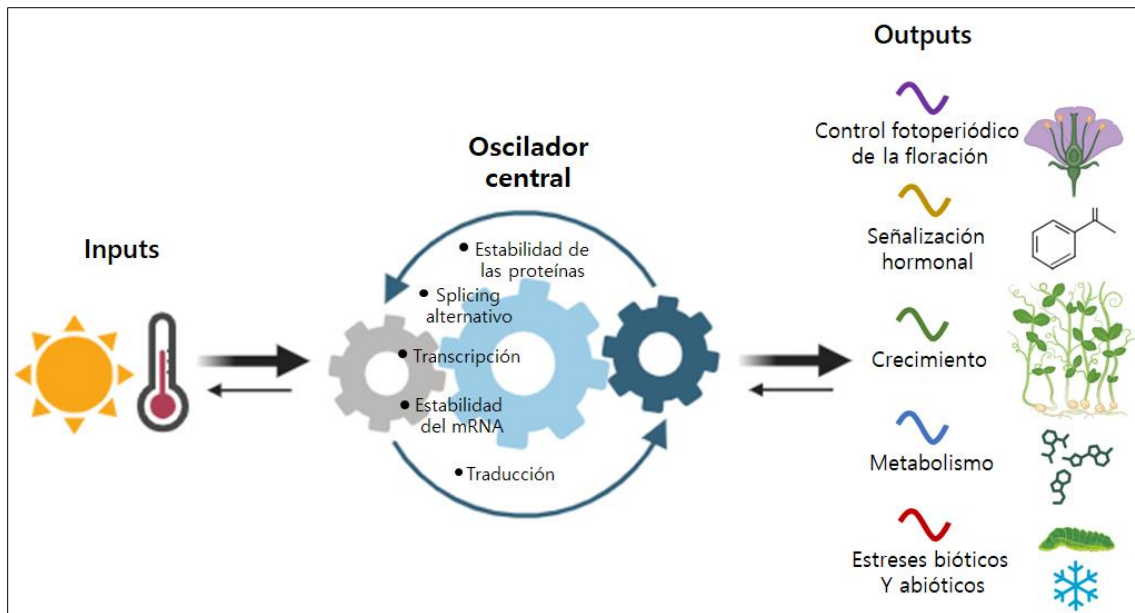 Inputs
Oscilador
central
• Estabilidad de
las proteínas
• Splicing
alternativo
• Transcripción
• Estabilidad
del mRNA
• Traducción
Outputs
Control fotoperiódico
de la floración
Señalización
hormonal
Crecimiento
Metabolismo
Estreses bióticos
Y abióticos